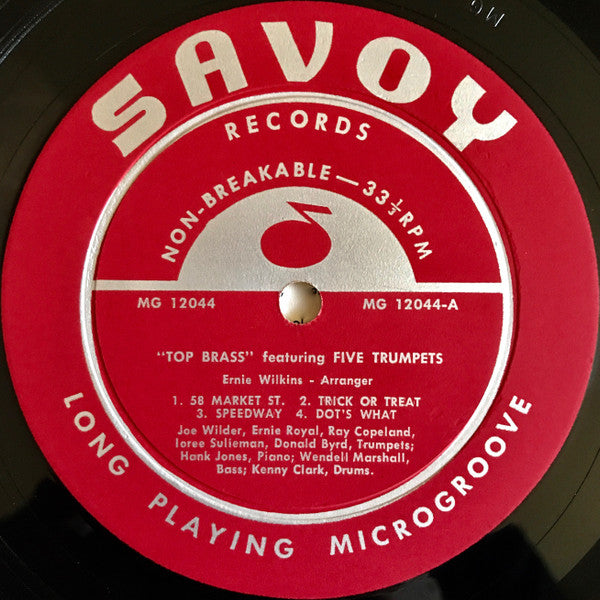 SAVOY
RECORDS
NON-BREAKABLE — 33⅓ RPM
MG 12044
MG 12044-A
"TOP BRASS" featuring FIVE TRUMPETS
Ernie Wilkins - Arranger
1. 58 MARKET ST. 2. TRICK OR TREAT
3. SPEEDWAY 4. DOT'S WHAT
Joe Wilder, Ernie Royal, Ray Copeland,
Ioree Sulieman, Donald Byrd, Trumpets;
Hank Jones, Piano; Wendell Marshall,
Bass; Kenny Clark, Drums.
LONG PLAYING MICROGROOVE